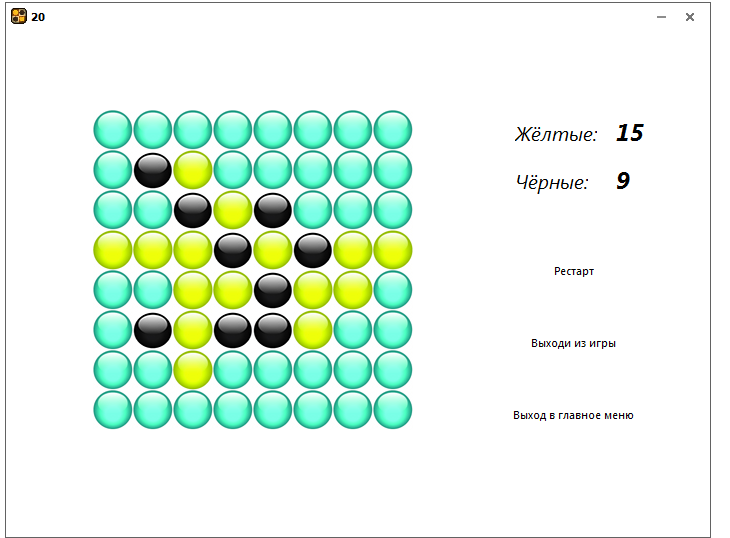 20
Жёлтые: 15
Чёрные: 9
Рестарт
Выходи из игры
Выход в главное меню